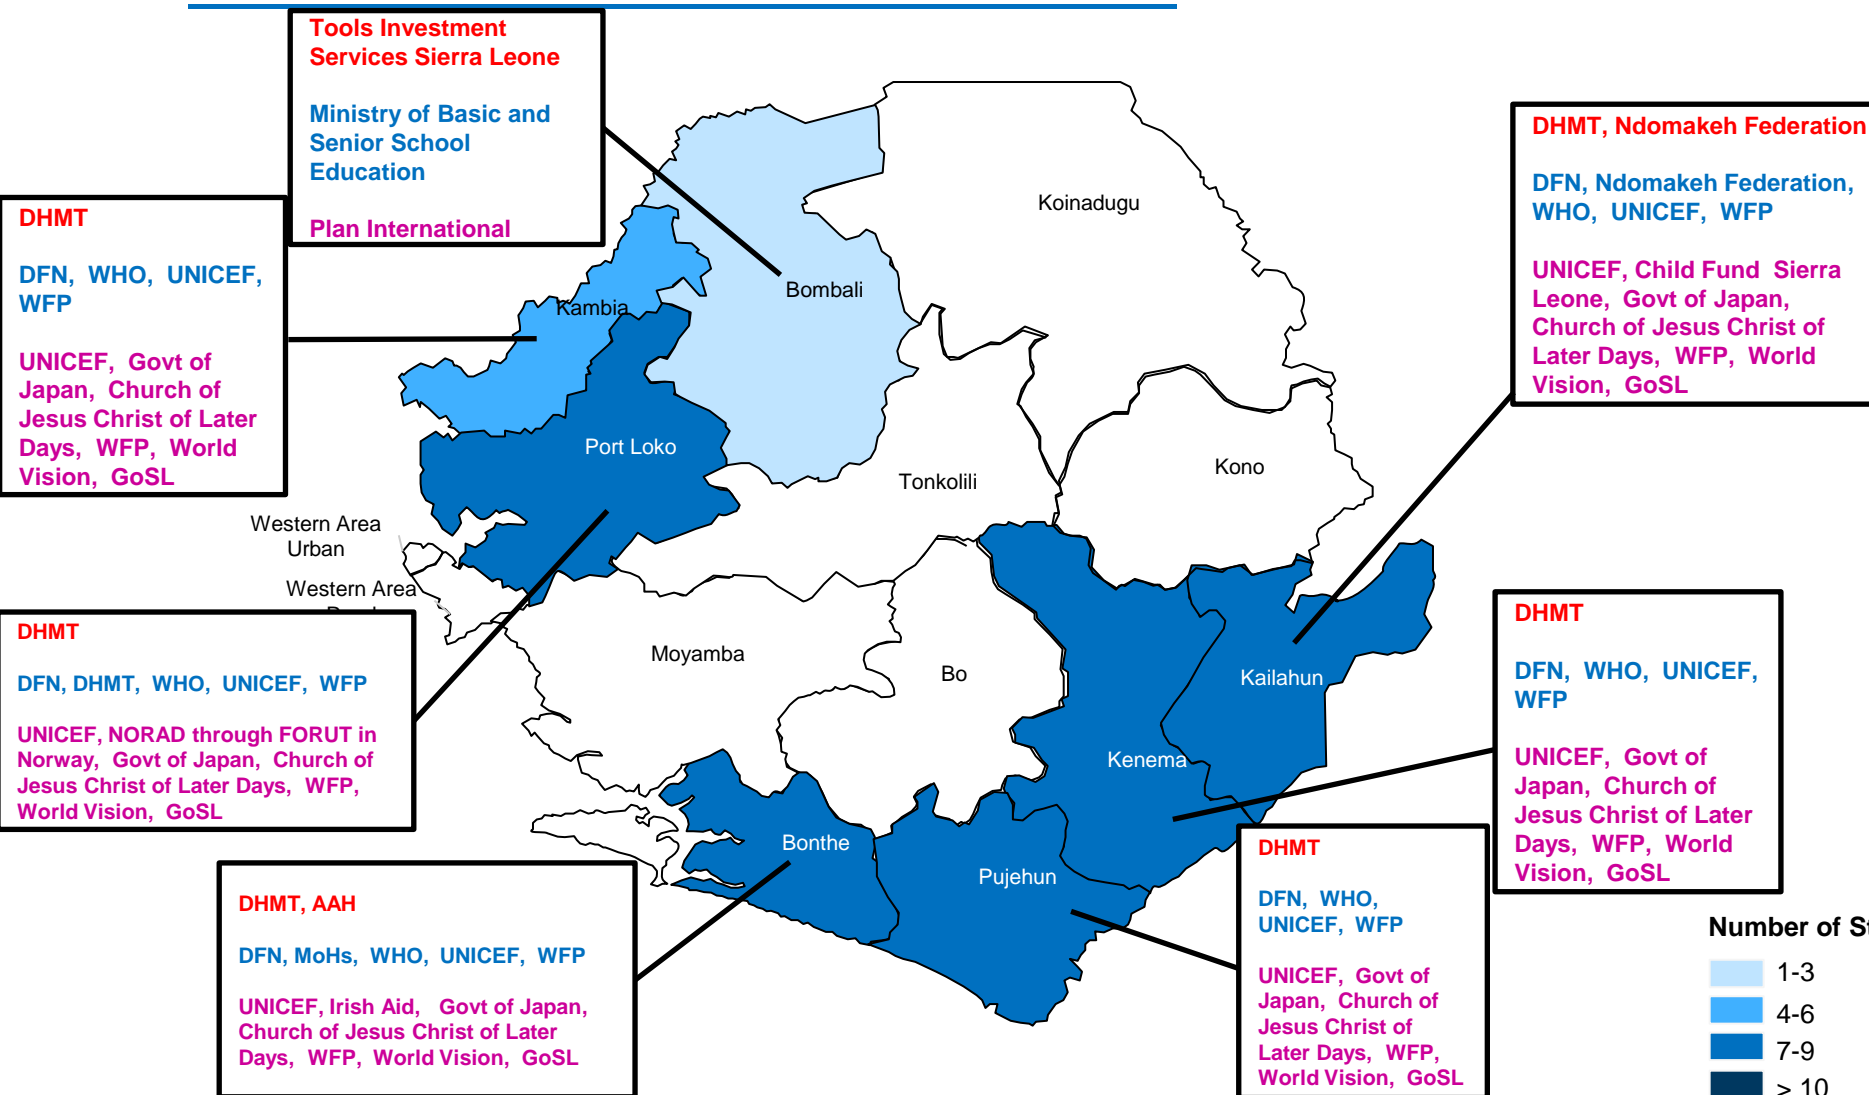 Tools Investment
Services Sierra Leone
Ministry of Basic and
Senior School
Education
Plan International
DHMT
DFN, WHO, UNICEF,
WFP
UNICEF, Govt of
Japan, Church of
Jesus Christ of Later
Days, WFP, World
Vision, GoSL
DHMT, Ndomakeh Federation
DFN, Ndomakeh Federation,
WHO, UNICEF, WFP
UNICEF, Child Fund Sierra
Leone, Govt of Japan,
Church of Jesus Christ of
Later Days, WFP, World
Vision, GoSL
Koinadugu
Bombali
Kambia
Port Loko
Tonkolili
Kono
Western Area
Urban
Western Area
Moyamba
Bo
Kailahun
Kenema
Bonthe
Pujehun
DHMT
DFN, DHMT, WHO, UNICEF, WFP
UNICEF, NORAD through FORUT in
Norway, Govt of Japan, Church of
Jesus Christ of Later Days, WFP,
World Vision, GoSL
DHMT
DFN, WHO, UNICEF,
WFP
UNICEF, Govt of
Japan, Church of
Jesus Christ of Later
Days, WFP, World
Vision, GoSL
DHMT, AAH
DFN, MoHs, WHO, UNICEF, WFP
UNICEF, Irish Aid, Govt of Japan,
Church of Jesus Christ of Later
Days, WFP, World Vision, GoSL
DHMT
DFN, WHO,
UNICEF, WFP
UNICEF, Govt of
Japan, Church of
Jesus Christ of
Later Days, WFP,
World Vision, GoSL
Number of St
1-3
4-6
7-9
> 10